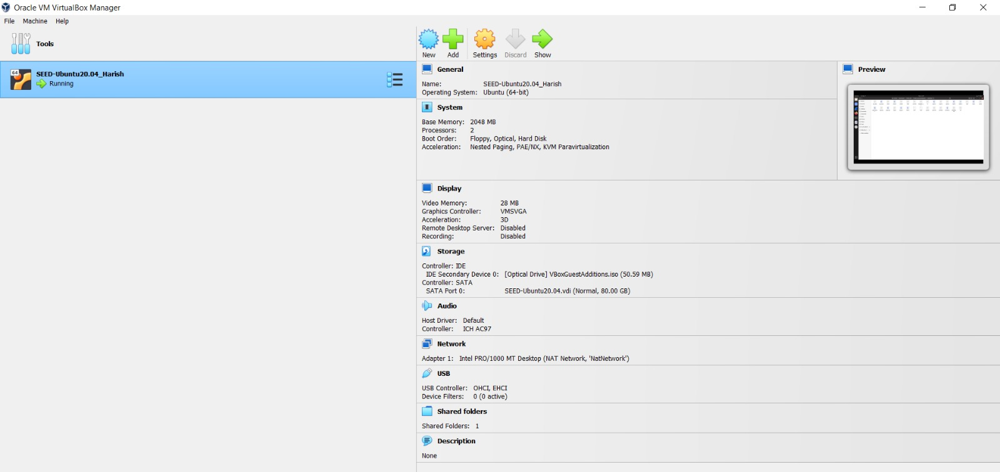 Oracle VM VirtualBox Manager
File Machine Help
Tools
New Add Settings Discard Show
64
SEED-Ubuntu20.04_Harish
Running
General
Name: SEED-Ubuntu20.04_Harish
Operating System: Ubuntu (64-bit)
Preview
System
Base Memory: 2048 MB
Processors: 2
Boot Order: Floppy, Optical, Hard Disk
Acceleration: Nested Paging, PAE/NX, KVM Paravirtualization
Display
Video Memory: 28 MB
Graphics Controller: VMSVGA
Acceleration: 3D
Remote Desktop Server: Disabled
Recording: Disabled
Storage
Controller: IDE
IDE Secondary Device 0: [Optical Drive] VBoxGuestAdditions.iso (50.59 MB)
Controller: SATA
SATA Port 0: SEED-Ubuntu20.04.vdi (Normal, 80.00 GB)
Audio
Host Driver: Default
Controller: ICH AC97
Network
Adapter 1: Intel PRO/1000 MT Desktop (NAT Network, 'NatNetwork')
USB
USB Controller: OHCI, EHCI
Device Filters: 0 (0 active)
Shared folders
Shared Folders: 1
Description
None